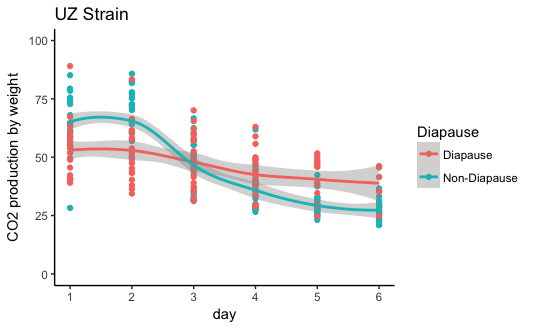 UZ Strain
CO2 production by weight
100
75
50
25
0
1 2 3 4 5 6
day
Diapause
Diapause
Non-Diapause